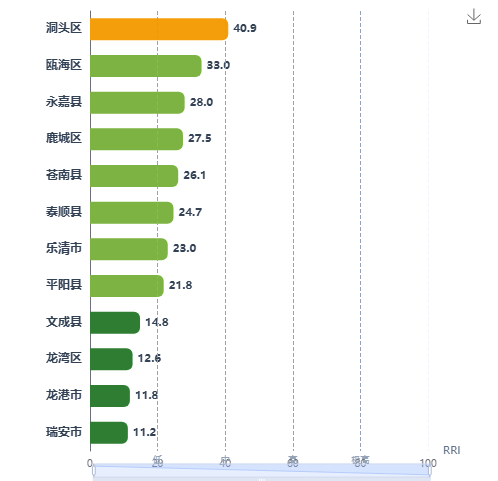 洞头区 40.9
瓯海区 33.0
永嘉县 28.0
鹿城区 27.5
苍南县 26.1
泰顺县 24.7
乐清市 23.0
平阳县 21.8
文成县 14.8
龙湾区 12.6
龙港市 11.8
瑞安市 11.2
RRI
0 20 40 60 80 100